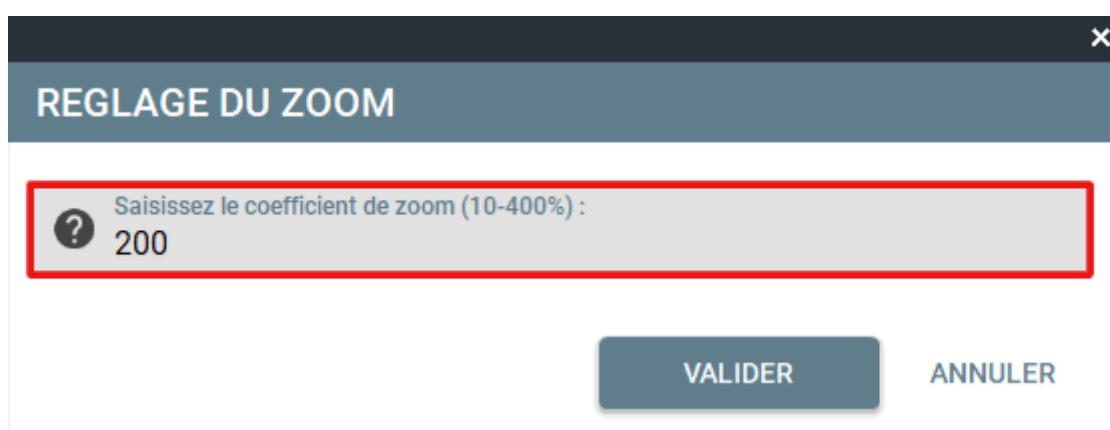 REGLAGE DU ZOOM
Saisissez le coefficient de zoom (10-400%) :
200
VALIDER ANNULER